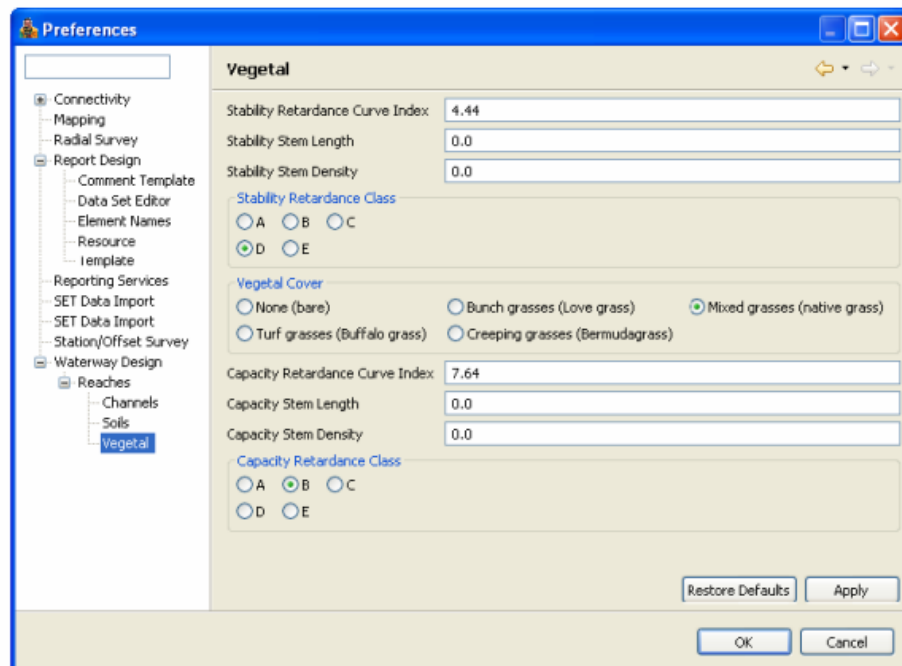 Preferences
Connectivity
Mapping
Radial Survey
Report Design
Comment Template
Data Set Editor
Element Names
Resource
Template
Reporting Services
SET Data Import
SET Data Import
Station/Offset Survey
Waterway Design
Reaches
Channels
Soils
Vegetal
Vegetal
Stability Retardance Curve Index 4.44
Stability Stem Length 0.0
Stability Stem Density 0.0
Stability Retardance Class
A B C
D E
Vegetal Cover
None (bare) Bunch grasses (Love grass) Mixed grasses (native grass)
Turf grasses (Buffalo grass) Creeping grasses (Bermudagrass)
Capacity Retardance Curve Index 7.64
Capacity Stem Length 0.0
Capacity Stem Density 0.0
Capacity Retardance Class
A B C
D E
Restore Defaults Apply
OK Cancel